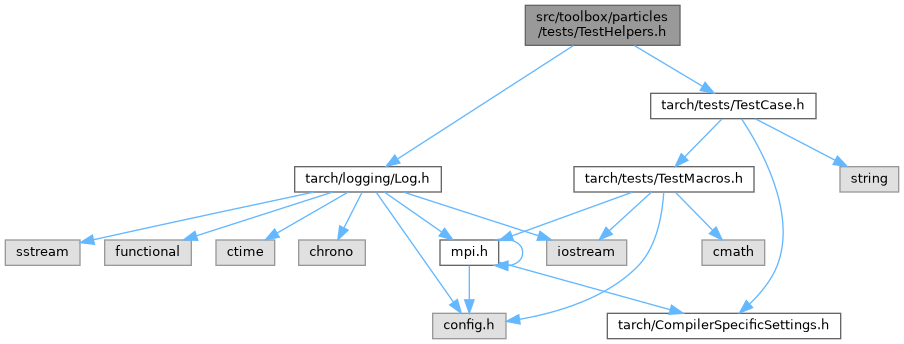 src/toolbox/particles
/tests/TestHelpers.h
tarch/tests/TestCase.h
tarch/logging/Log.h
tarch/tests/TestMacros.h
string
sstream
functional
ctime
chrono
mpi.h
iostream
cmath
config.h
tarch/CompilerSpecificSettings.h